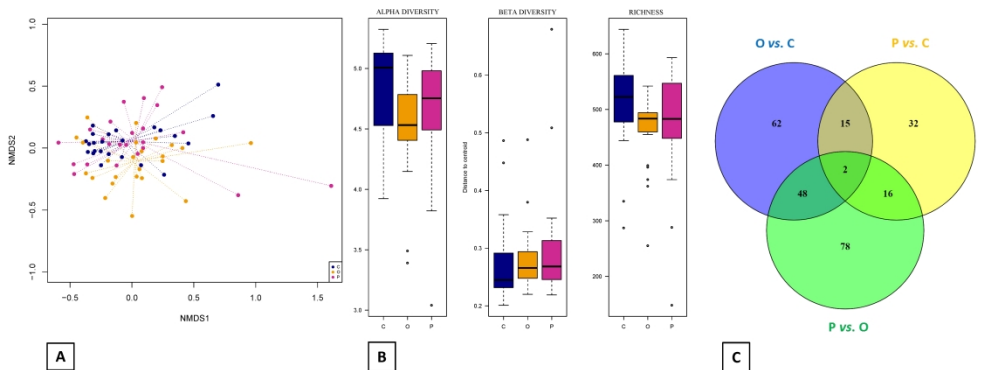 1.0
0.5
0.0
−0.5
−1.0
NMDS2
−0.5
0.0
0.5
1.0
1.5
NMDS1
C
O
P
A
ALPHA DIVERSITY
5.0
4.5
4.0
3.5
3.0
C
O
P
B
BETA DIVERSITY
Distance to centroid
0.6
0.5
0.4
0.3
0.2
C
O
P
RICHNESS
600
500
400
300
200
C
O
P
C
O vs. C
P vs. C
62
15
32
2
48
16
78
P vs. O